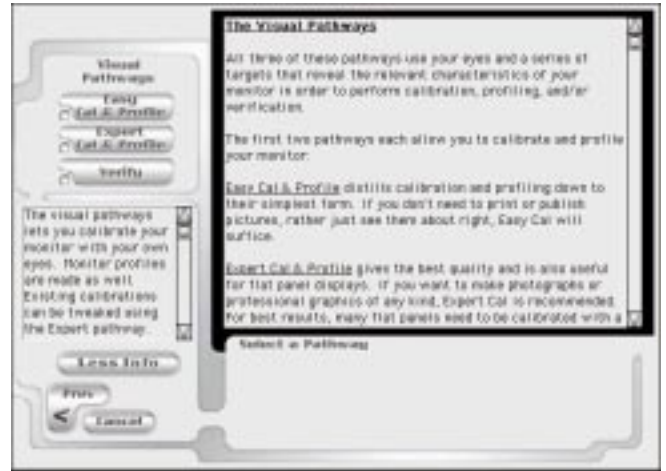 Visual
Pathways
Easy
Cal & Profile
Expert
Cal & Profile
Verify
The visual pathways
lets you calibrate your
monitor with your own
eyes. Monitor profiles
are made as well.
Existing calibrations
can be tweaked using
the Expert pathway.
Less Info
Prev
<
Cancel
The Visual Pathways
All three of these pathways use your eyes and a series of
targets that reveal the relevant characteristics of your
monitor in order to perform calibration, profiling, and/or
verification.
The first two pathways each allow you to calibrate and profile
your monitor:
Easy Cal & Profile distills calibration and profiling down to
their simplest form. If you don't need to print or publish
pictures, rather just see them about right, Easy Cal will
suffice.
Expert Cal & Profile gives the best quality and is also useful
for flat panel displays. If you want to make photographs or
professional graphics of any kind, Expert Cal is recommended.
For best results, many flat panels need to be calibrated with a
Select a Pathway